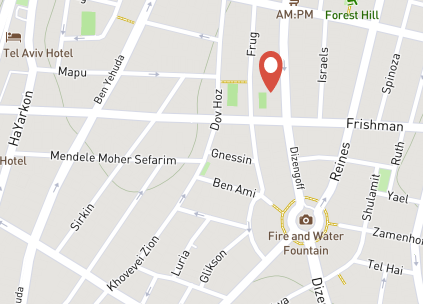 AM:PM
Forest Hill
Tel Aviv Hotel
Mapu
Ben Yehuda
Frug
Israels
Spinoza
HaYarkon
Dov Hoz
Frishman
Hotel
Mendele Moher Sefarim
Gnessin
Dizengoff
Reines
Ruth
Shulamit
Ben Ami
Yael
Sirkin
Khoveyei Zion
Luria
Glikson
Fire and Water
Fountain
Zamenho
Tel Hai
Dize